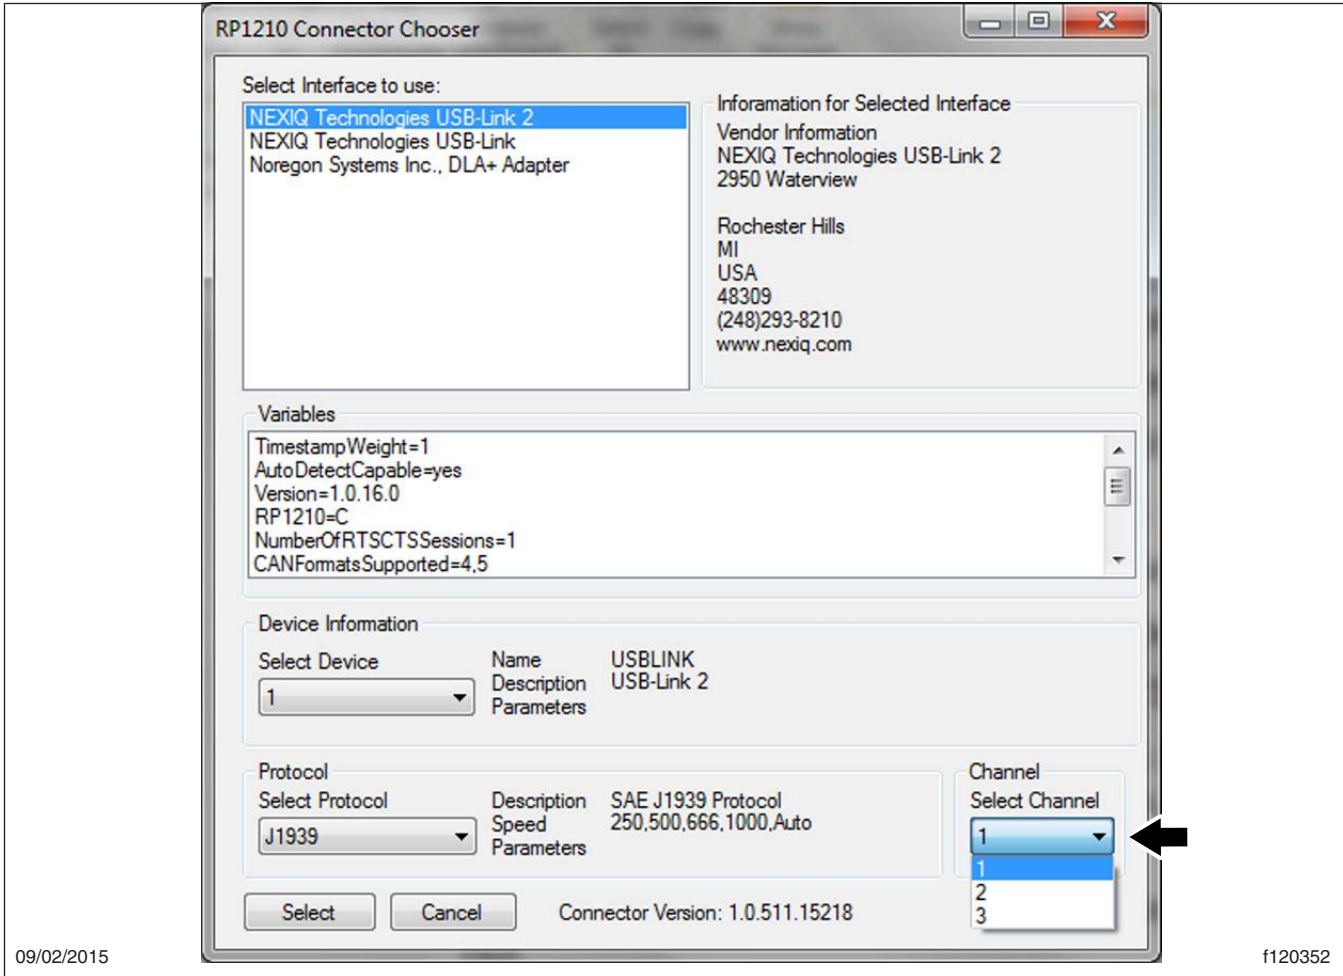 RP1210 Connector Chooser
Select Interface to use:
NEXIQ Technologies USB-Link 2
NEXIQ Technologies USB-Link
Noregon Systems Inc., DLA+ Adapter
Inforamation for Selected Interface
Vendor Information
NEXIQ Technologies USB-Link 2
2950 Waterview
Rochester Hills
MI
USA
48309
(248)293-8210
www.nexiq.com
Variables
TimestampWeight=1
AutoDetectCapable=yes
Version=1.0.16.0
RP1210=C
NumberOfRTSCTSSessions=1
CANFormatsSupported=4,5
Device Information
Select Device
1
Name USBLINK
Description USB-Link 2
Parameters
Protocol
Select Protocol
J1939
Description SAE J1939 Protocol
Speed 250,500,666,1000,Auto
Parameters
Channel
Select Channel
1
1
2
3
Select
Cancel
Connector Version: 1.0.511.15218
09/02/2015
f120352